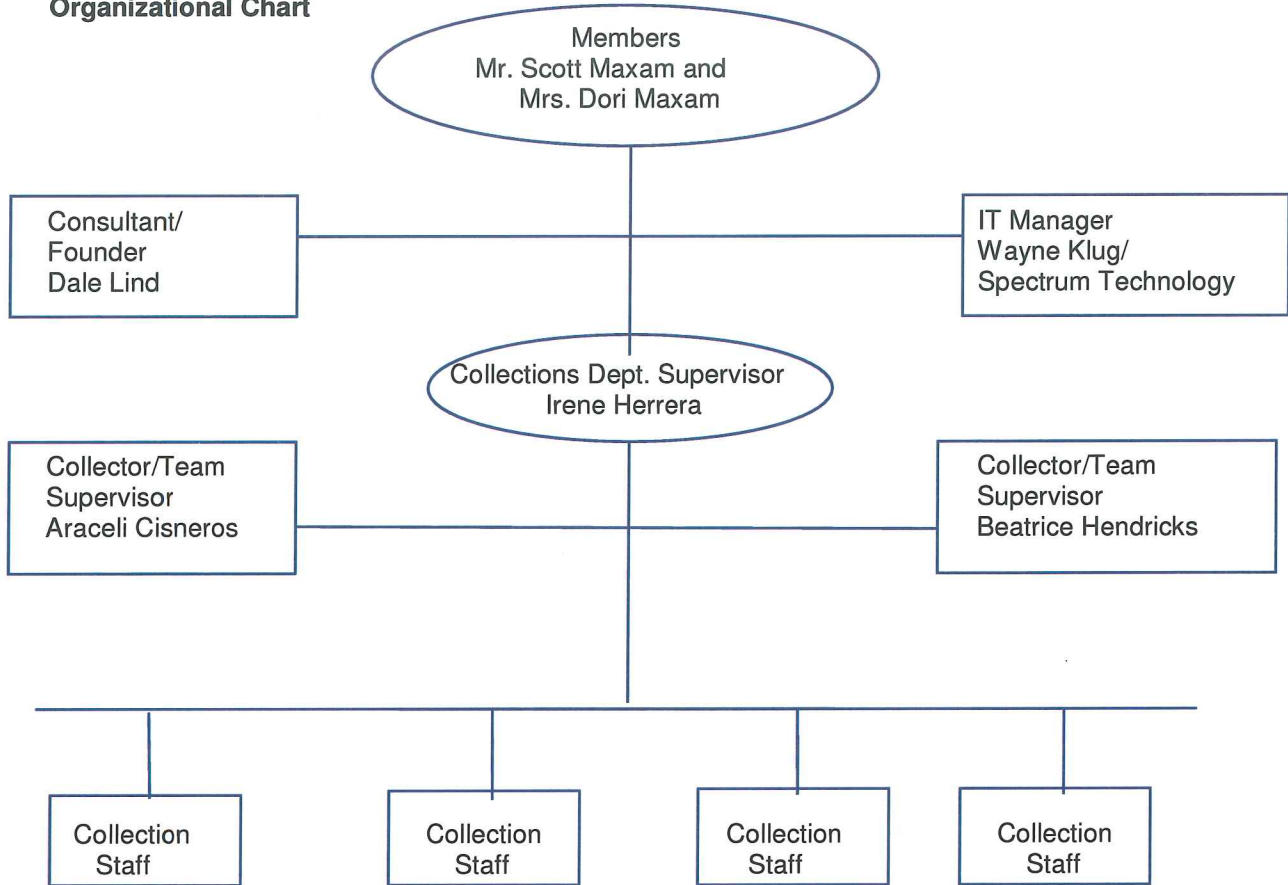 Organizational Chart
Members
Mr. Scott Maxam and
Mrs. Dori Maxam
Consultant/
Founder
Dale Lind
IT Manager
Wayne Klug/
Spectrum Technology
Collections Dept. Supervisor
Irene Herrera
Collector/Team
Supervisor
Araceli Cisneros
Collector/Team
Supervisor
Beatrice Hendricks
Collection
Staff
Collection
Staff
Collection
Staff
Collection
Staff